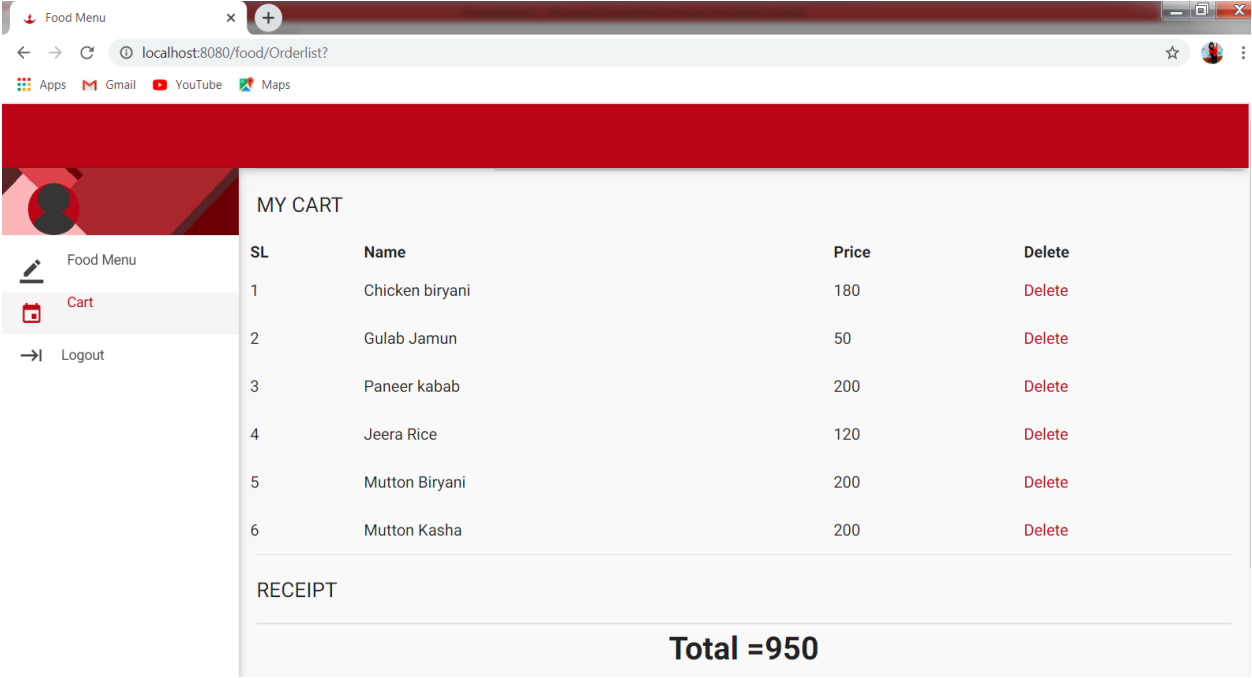 Food Menu
localhost:8080/food/Orderlist?
Apps Gmail YouTube Maps
MY CART
Food Menu
Cart
Logout
SL Name Price Delete
1 Chicken biryani 180 Delete
2 Gulab Jamun 50 Delete
3 Paneer kabab 200 Delete
4 Jeera Rice 120 Delete
5 Mutton Biryani 200 Delete
6 Mutton Kasha 200 Delete
RECEIPT
Total =950